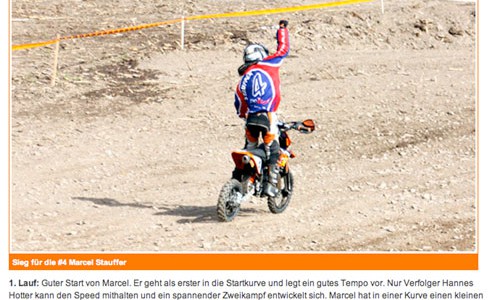 4
Sieg für die #4 Marcel Stauffer
1. Lauf: Guter Start von Marcel. Er geht als erster in die Startkurve und legt ein gutes Tempo vor. Nur Verfolger Hannes
Hotter kann den Speed mithalten und ein spannender Zweikampf entwickelt sich. Marcel hat in einer Kurve einen kleinen